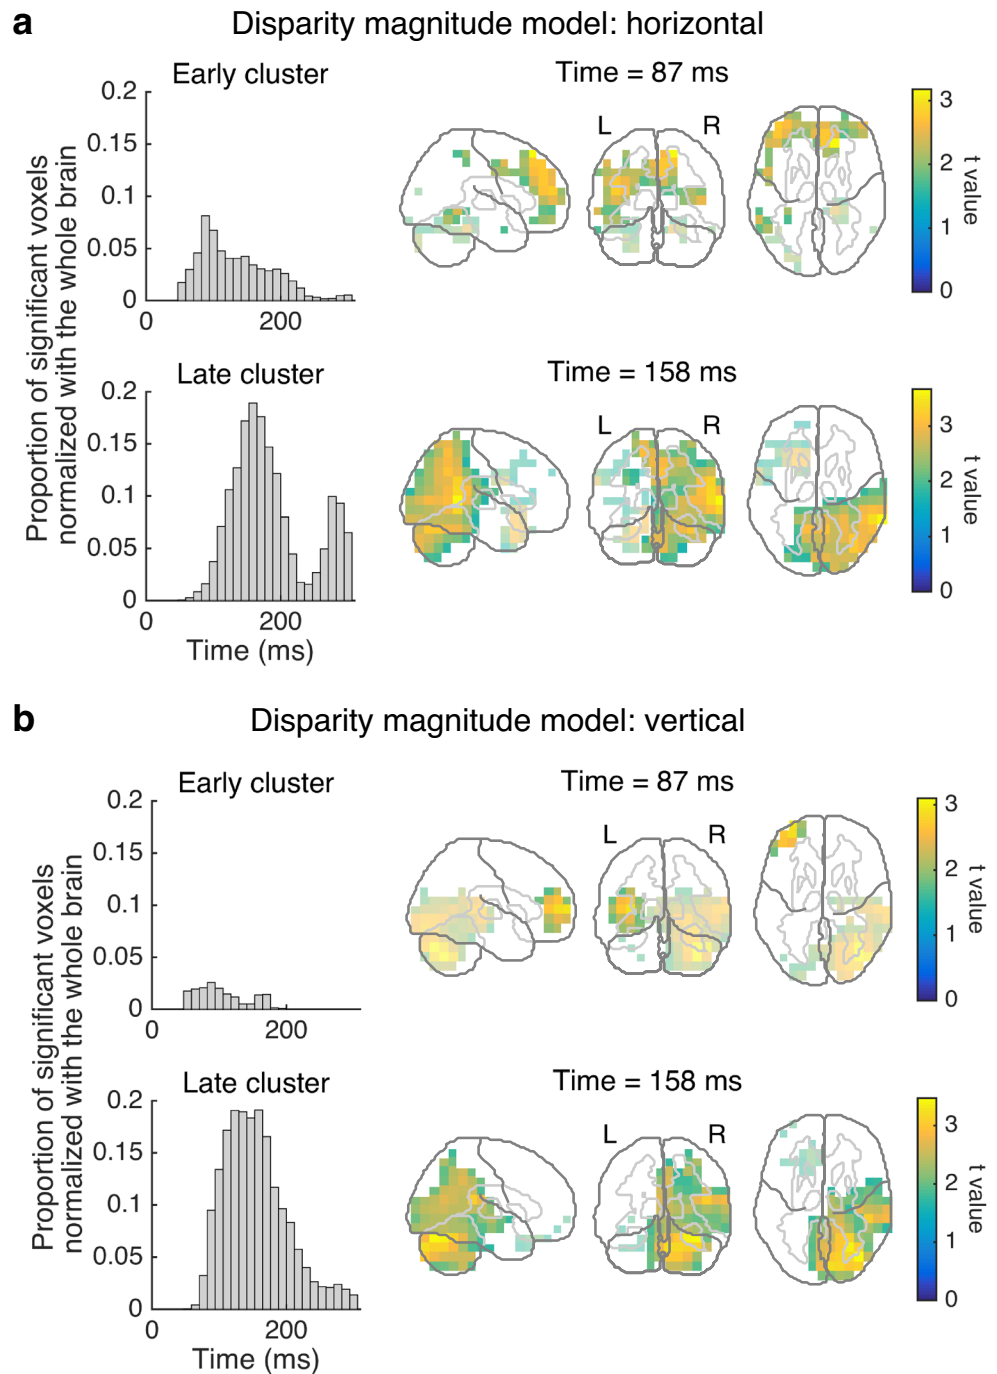 a
Disparity magnitude model: horizontal
Early cluster
Time = 87 ms
Proportion of significant voxels
normalized with the whole brain
0.2
0.15
0.1
0.05
0
0
200
L
R
3
2
1
0
t value
Late cluster
Time = 158 ms
0.2
0.15
0.1
0.05
0
0
200
Time (ms)
L
R
3
2
1
0
t value
b
Disparity magnitude model: vertical
Early cluster
Time = 87 ms
Proportion of significant voxels
normalized with the whole brain
0.2
0.15
0.1
0.05
0
0
200
L
R
3
2
1
0
t value
Late cluster
Time = 158 ms
0.2
0.15
0.1
0.05
0
0
200
Time (ms)
L
R
3
2
1
0
t value